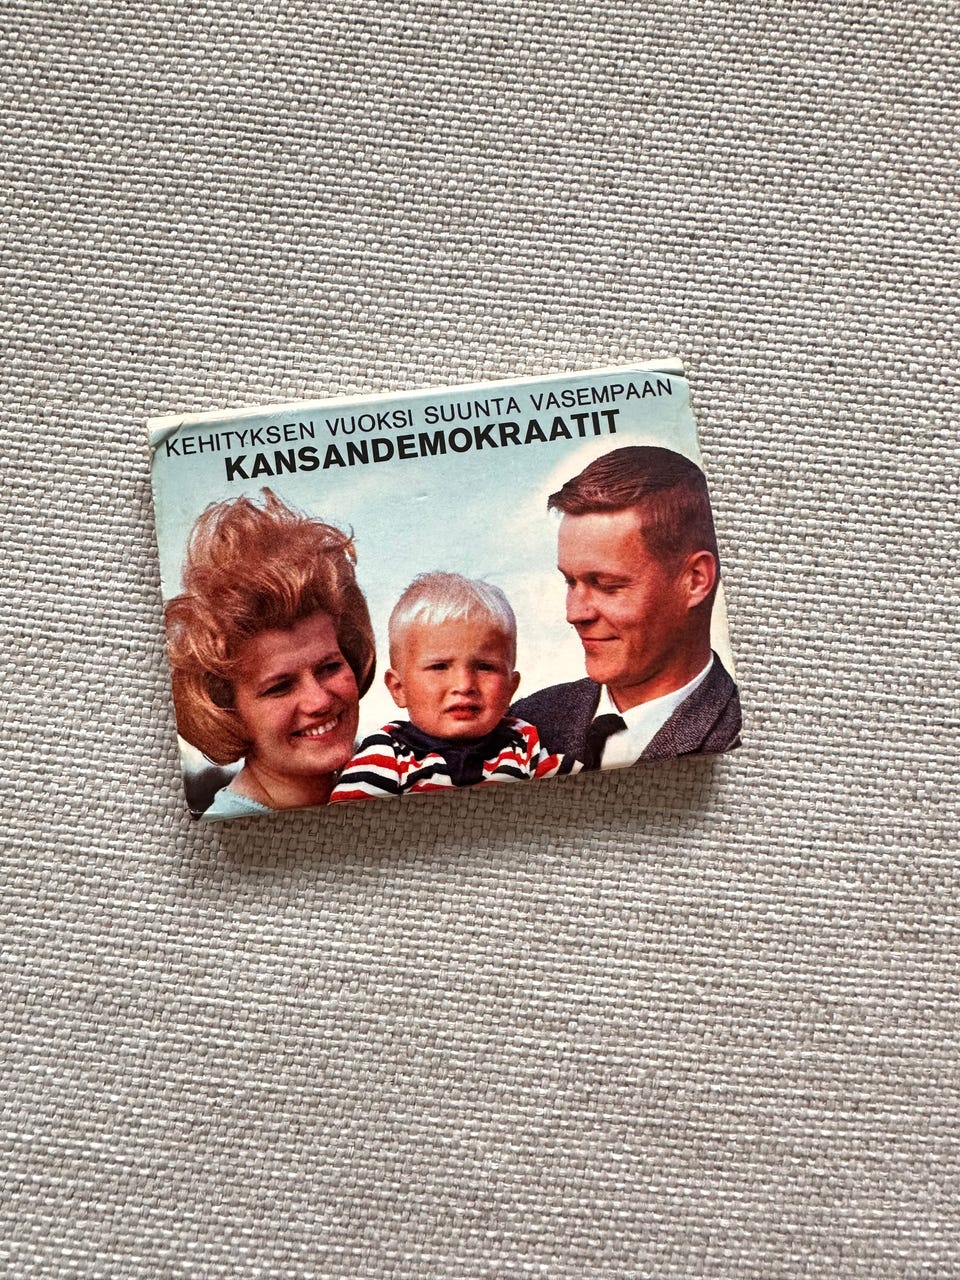 KEHITYKSEN VUOKSI SUUNTA VASEMPAAN
KANSANDEMOKRAATIT